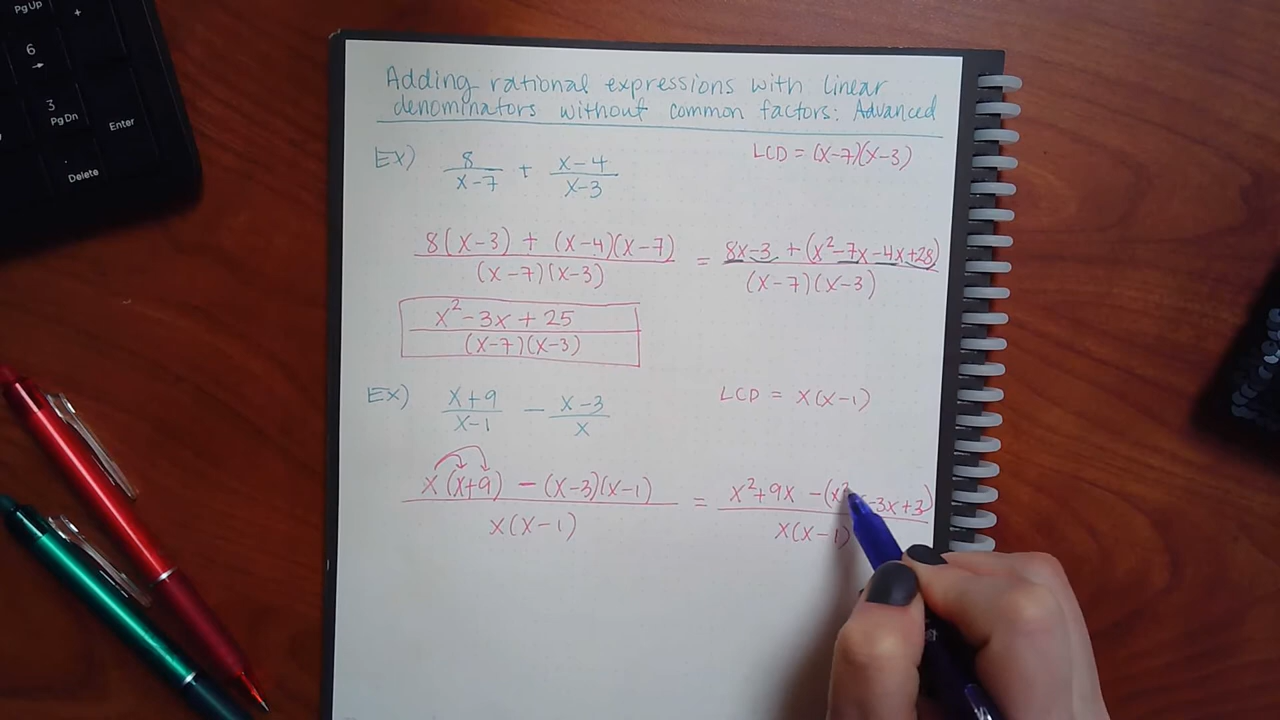 PgUp
+
6
→
3
PgDn
Enter
.
Delete
Adding rational expressions with linear
denominators without common factors: Advanced
Ex) 8/(x-7) + (x-4)/(x-3) LCD = (x-7)(x-3)
(8(x-3) + (x-4)(x-7))/((x-7)(x-3)) = (8x-3 + (x²-7x-4x+28))/((x-7)(x-3))
(x²-3x+25)/((x-7)(x-3))
Ex) (x+9)/(x-1) - (x-3)/x LCD = x(x-1)
(x(x+9) - (x-3)(x-1))/(x(x-1)) = (x²+9x -(x² -3x+3))/(x(x-1))